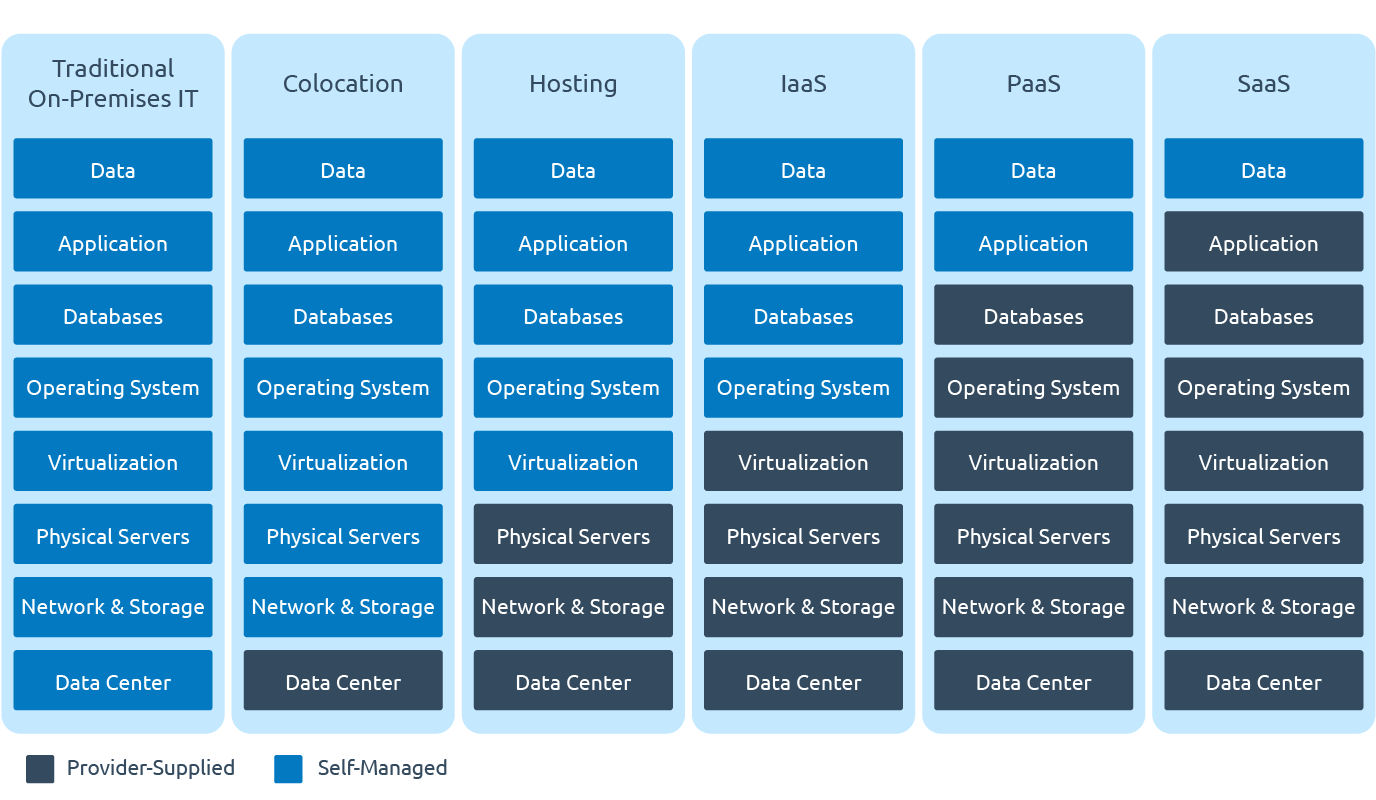 Traditional
On-Premises IT
Data
Application
Databases
Operating System
Virtualization
Physical Servers
Network & Storage
Data Center
Colocation
Data
Application
Databases
Operating System
Virtualization
Physical Servers
Network & Storage
Data Center
Hosting
Data
Application
Databases
Operating System
Virtualization
Physical Servers
Network & Storage
Data Center
IaaS
Data
Application
Databases
Operating System
Virtualization
Physical Servers
Network & Storage
Data Center
PaaS
Data
Application
Databases
Operating System
Virtualization
Physical Servers
Network & Storage
Data Center
SaaS
Data
Application
Databases
Operating System
Virtualization
Physical Servers
Network & Storage
Data Center
Provider-Supplied
Self-Managed